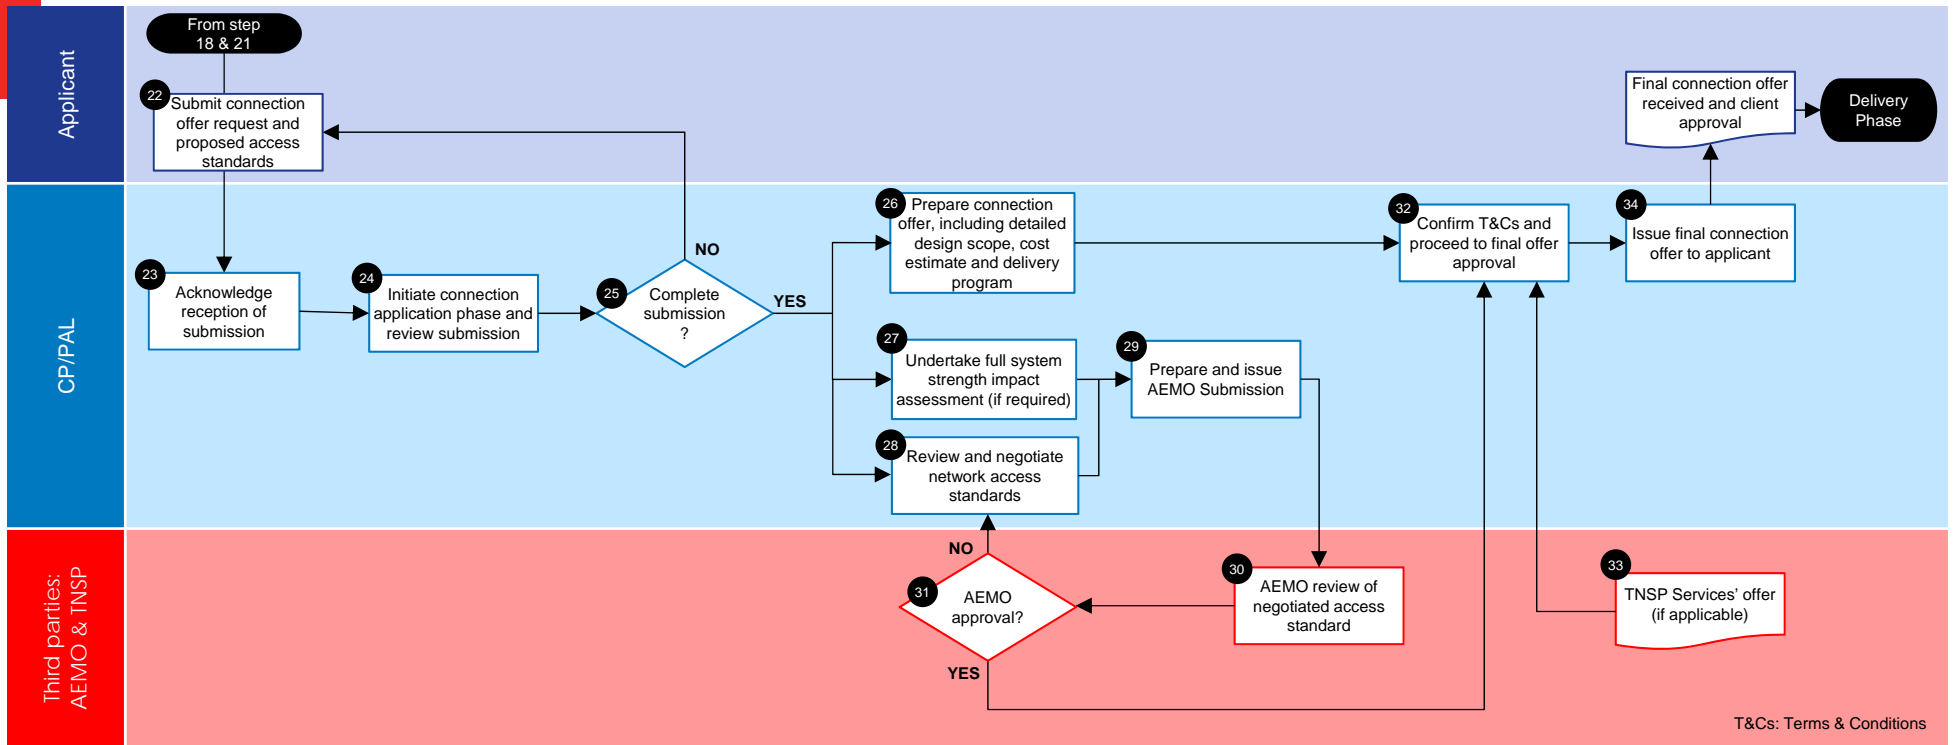 Applicant
From step
18 & 21
22
Submit connection
offer request and
proposed access
standards
Final connection offer
received and client
approval
Delivery
Phase
CP/PAL
23
Acknowledge
reception of
submission
24
Initiate connection
application phase and
review submission
25
Complete
submission
?
NO
YES
26
Prepare connection
offer, including detailed
design scope, cost
estimate and delivery
program
27
Undertake full system
strength impact
assessment (if required)
28
Review and negotiate
network access
standards
29
Prepare and issue
AEMO Submission
32
Confirm T&Cs and
proceed to final offer
approval
34
Issue final connection
offer to applicant
Third parties:
AEMO & TNSP
NO
31
AEMO
approval?
YES
30
AEMO review of
negotiated access
standard
33
TNSP Services’ offer
(if applicable)
T&Cs: Terms & Conditions